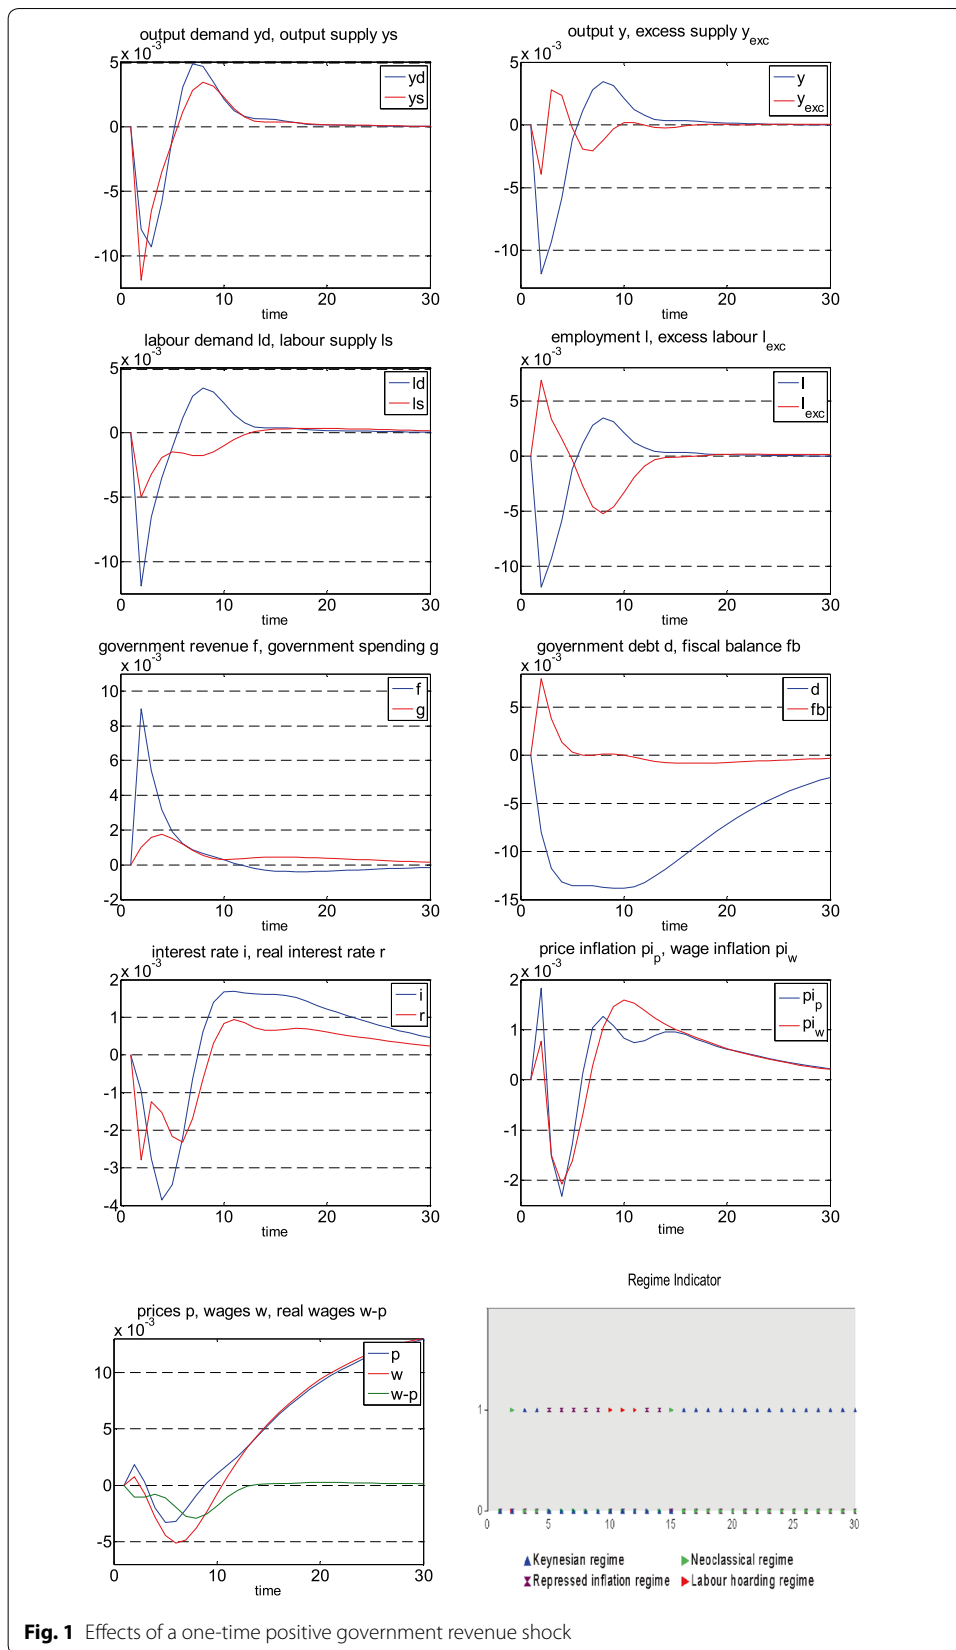 output demand yd, output supply ys
x 10^-3
5
0
-5
-10
0 10 20 30
time
yd
ys
output y, excess supply y_exc
x 10^-3
5
0
-5
-10
0 10 20 30
time
y
y_exc
labour demand ld, labour supply ls
x 10^-3
5
0
-5
-10
0 10 20 30
time
ld
ls
employment l, excess labour l_exc
x 10^-3
5
0
-5
-10
0 10 20 30
time
l
l_exc
government revenue f, government spending g
x 10^-3
10
8
6
4
2
0
-2
0 10 20 30
time
f
g
government debt d, fiscal balance fb
x 10^-3
5
0
-5
-10
-15
0 10 20 30
time
d
fb
interest rate i, real interest rate r
x 10^-3
2
1
0
-1
-2
-3
-4
0 10 20 30
time
i
r
price inflation pi_p, wage inflation pi_w
x 10^-3
2
1
0
-1
-2
0 10 20 30
time
pi_p
pi_w
prices p, wages w, real wages w-p
x 10^-3
10
5
0
-5
0 10 20 30
time
p
w
w-p
Regime Indicator
1
0
0 5 10 15 20 25 30
Keynesian regime
Neoclassical regime
Repressed inflation regime
Labour hoarding regime
Fig. 1 Effects of a one-time positive government revenue shock